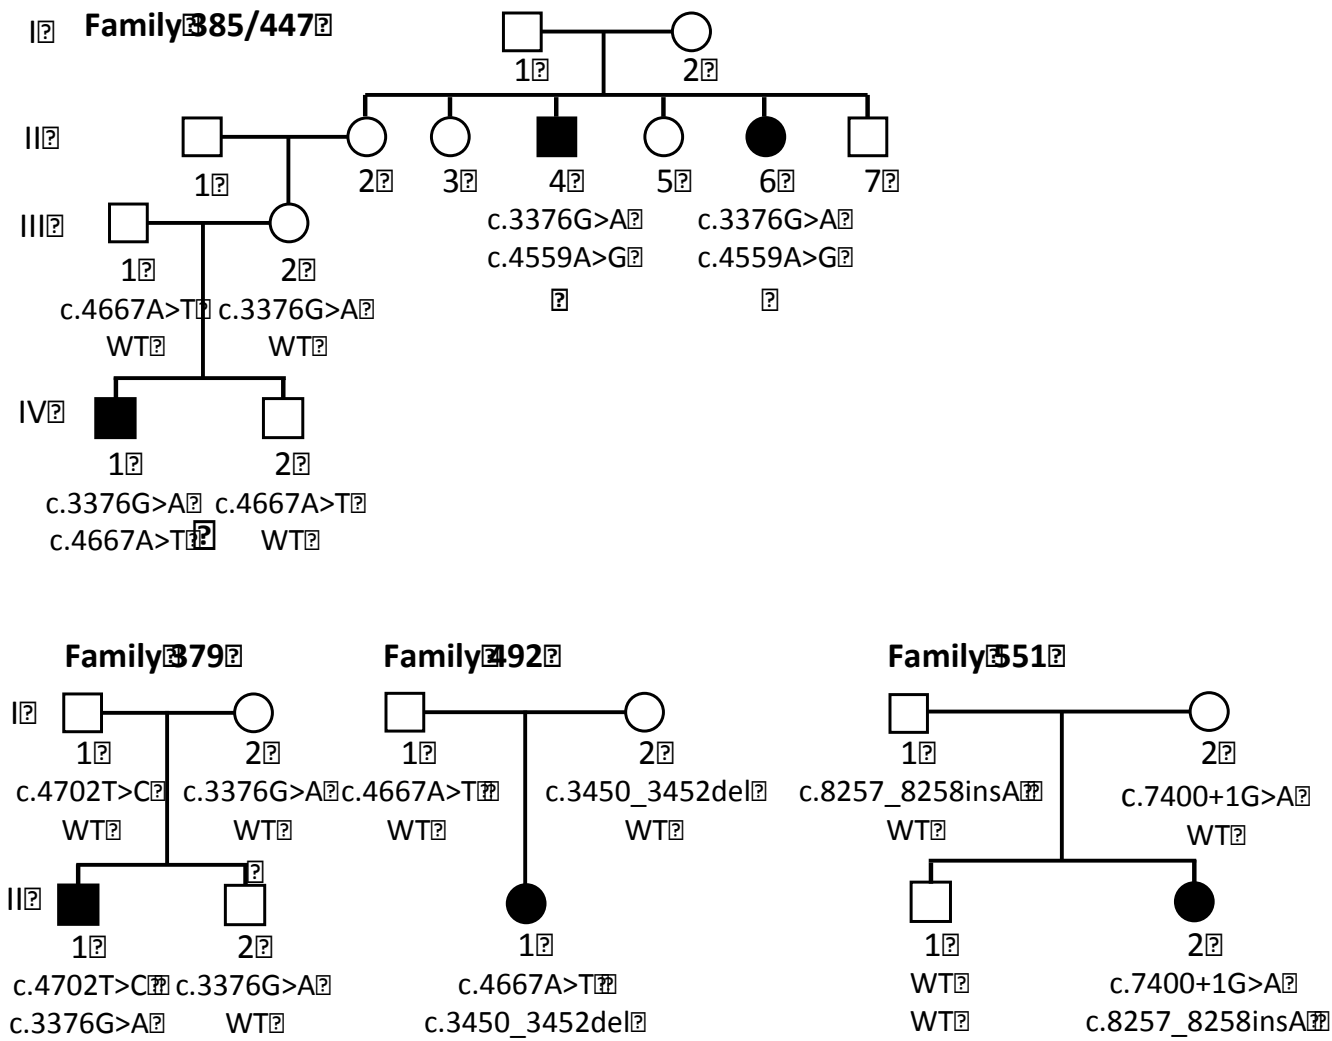 I Family 385/447
1 2
II
1 2 3 4 5 6 7
c.3376G>A c.3376G>A
c.4559A>G c.4559A>G
III
1 2
c.4667A>T c.3376G>A
WT WT
IV
1 2
c.3376G>A c.4667A>T
c.4667A>T WT
Family 379 Family 492 Family 551
I
1 2 1 2 1 2
c.4702T>C c.3376G>A c.4667A>T c.3450_3452del c.8257_8258insA c.7400+1G>A
WT WT WT WT WT WT
II
1 2 1 1 2
c.4702T>C c.3376G>A c.4667A>T WT c.7400+1G>A
c.3376G>A WT c.3450_3452del WT c.8257_8258insA